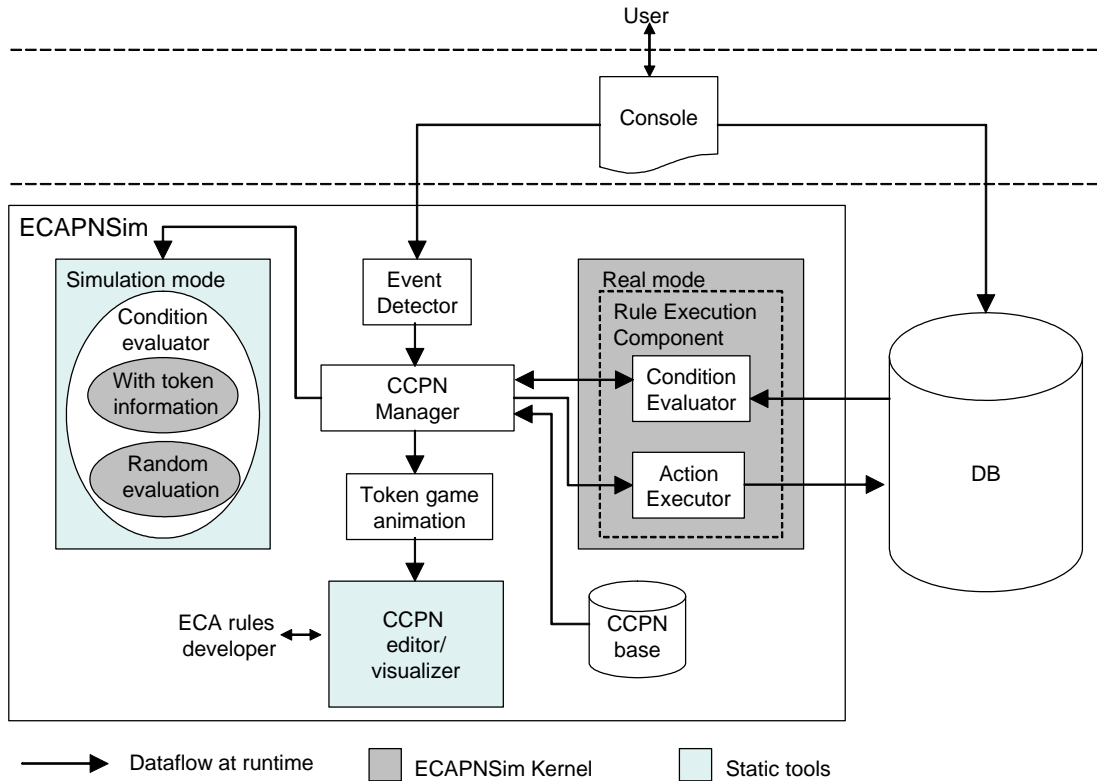 User
Console
ECAPNSim
Simulation mode
Condition
evaluator
With token
information
Random
evaluation
Event
Detector
CCPN
Manager
Token game
animation
CCPN
editor/
visualizer
ECA rules
developer
Real mode
Rule Execution
Component
Condition
Evaluator
Action
Executor
CCPN
base
DB
Dataflow at runtime
ECAPNSim Kernel
Static tools